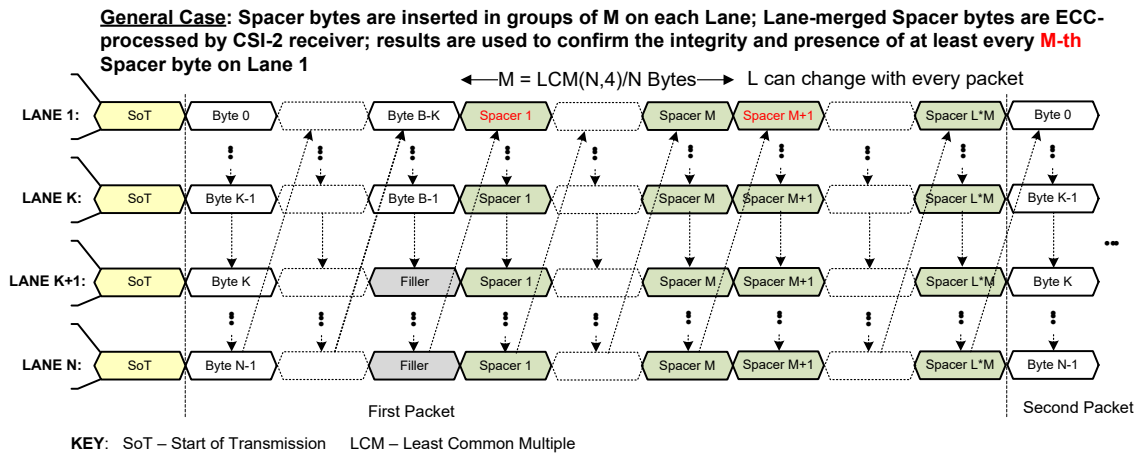 General Case: Spacer bytes are inserted in groups of M on each Lane; Lane-merged Spacer bytes are ECC-
processed by CSI-2 receiver; results are used to confirm the integrity and presence of at least every M-th
Spacer byte on Lane 1
M = LCM(N,4)/N Bytes
L can change with every packet
LANE 1: SoT Byte 0 Byte B-K Spacer 1 Spacer M Spacer M+1 Spacer L*M Byte 0
LANE K: SoT Byte K-1 Byte B-1 Spacer 1 Spacer M Spacer M+1 Spacer L*M Byte K-1
LANE K+1: SoT Byte K Filler Spacer 1 Spacer M Spacer M+1 Spacer L*M Byte K
LANE N: SoT Byte N-1 Filler Spacer 1 Spacer M Spacer M+1 Spacer L*M Byte N-1
First Packet
Second Packet
KEY: SoT – Start of Transmission LCM – Least Common Multiple